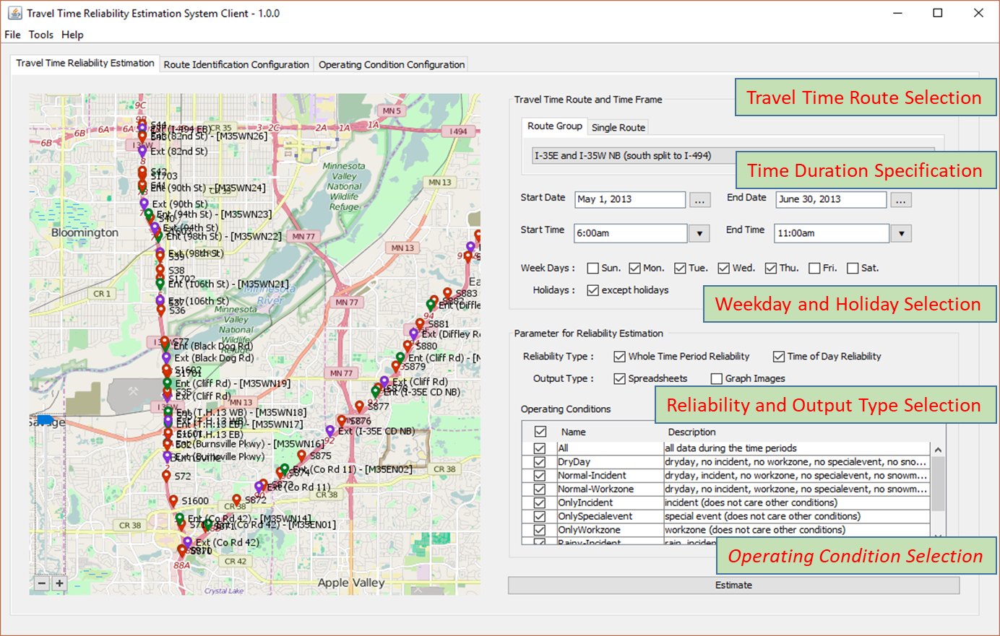 Travel Time Reliability Estimation System Client - 1.0.0
File Tools Help
Travel Time Reliability Estimation
Route Identification Configuration
Operating Condition Configuration
9C
9B
6B
6A
6A
CR 35
3
2C
2A
1A
1A
MN 5
I 494
S44
Ext (I-494 EB)
Ent (82nd St) - [M35WN26]
Ext (82nd St)
8
S42
S1703
S41
Ent (90th St) - [M35WN24]
Ext (90th St)
Ent (94th St) - [M35WN23]
S40
Ext (94th St)
Ent (98th St) - [M35WN22]
Ext (98th St)
S39
S38
S1702
Ent (106th St) - [M35WN21]
Ext (106th St)
S36
Bloomington
CR 1
Minnesota
Valley
National
Wildlife
Refuge
MN 13
MN 77
MN 13
Minnesota
River
MN 77
Minnesota
Valley
National
Wildlife
Refuge
S77
Ent (Black Dog Rd)
Ext (Black Dog Rd)
S1602
S1701
Ent (Cliff Rd) - [M35WN19]
S35
Ext (Cliff Rd)
MN 13
MN 77
Ent (T.H.13 WB) - [M35WN18]
Ent (T.H.13 EB) - [M35WN17]
S1601
Ext (T.H.13 EB)
S32
Ent (Burnsville Pkwy) - [M35WN16]
Ext (Burnsville Pkwy)
Savage
S72
S1600
Ent (Co Rd 42) - [M35WN14]
Ent (Co Rd 42) - [M35EN01]
S871
Ext (Co Rd 42)
S870
88A
CR 38
CR 42
CR 38
CR 38
CR 38
S883
S882
Ent (Diffle
94
S881
Ext (Diffley R
S880
Ent (Cliff Rd) - [M
S879
Ext (Cliff Rd)
S878
Ent (I-35E CD NB)
S877
S876
Ext (I-35E CD NB)
92
S875
Ent (Co Rd 11) - [M35EN02]
S874
S873
Ext (Co Rd 11)
S872
Ea
Apple Valley
Crystal Lake
Travel Time Route and Time Frame
Travel Time Route Selection
Route Group
Single Route
I-35E and I-35W NB (south split to I-494)
Time Duration Specification
Start Date
May 1, 2013
...
End Date
June 30, 2013
...
Start Time
6:00am
End Time
11:00am
Week Days : Sun. Mon. Tue. Wed. Thu. Fri. Sat.
Holidays : except holidays
Weekday and Holiday Selection
Parameter for Reliability Estimation
Reliability Type : Whole Time Period Reliability Time of Day Reliability
Output Type : Spreadsheets Graph Images
Reliability and Output Type Selection
Operating Conditions
Name Description
All all data during the time periods
DryDay dryday, no incident, no workzone, no specialevent, no sno...
Normal-Incident dryday, incident, no workzone, no specialevent, no snowm...
Normal-Workzone dryday, no incident, workzone, no specialevent, no snowm...
OnlyIncident incident (does not care other conditions)
OnlySpecialevent special event (does not care other conditions)
OnlyWorkzone workzone (does not care other conditions)
Rainy-Incident rain, inciden
Operating Condition Selection
Estimate